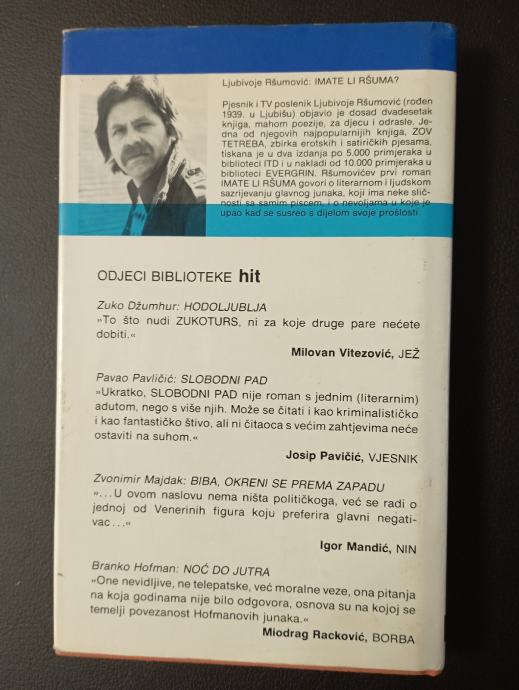 Ljubivoje Ršumović: IMATE LI RŠUMA?
Pjesnik i TV poslenik Ljubivoje Ršumović (rođen
1939. u Ljubišu) objavio je dosad dvadesetak
knjiga, mahom poezije, za djecu i odrasle. Je-
dna od njegovih najpopularnijih knjiga, ZOV
TETREBA, zbirka erotskih i satiričkih pjesama,
tiskana je u dva izdanja po 5.000 primjeraka u
biblioteci ITD i u nakladi od 10.000 primjeraka u
biblioteci EVERGRIN. Ršumovićev prvi roman
IMATE LI RŠUMA govori o literarnom i ljudskom
sazrijevanju glavnog junaka, koji ima neke slič-
nosti sa samim piscem, i o nevoljama u koje je
upao kad se susreo s dijelom svoje prošlosti.
ODJECI BIBLIOTEKE hit
Zuko Džumhur: HODOLJUBLJA
»To što nudi ZUKOTURS, ni za koje druge pare nećete
dobiti.«
Milovan Vitezović, JEŽ
Pavao Pavličić: SLOBODNI PAD
»Ukratko, SLOBODNI PAD nije roman s jednim (literarnim)
adutom, nego s više njih. Može se čitati i kao kriminalističko
i kao fantastičko štivo, ali ni čitaoca s većim zahtjevima neće
ostaviti na suhom.«
Josip Pavičić, VJESNIK
Zvonimir Majdak: BIBA, OKRENI SE PREMA ZAPADU
»...U ovom naslovu nema ništa političkoga, već se radi o
jednoj od Venerinih figura koju preferira glavni negati-
vac...«
Igor Mandić, NIN
Branko Hofman: NOĆ DO JUTRA
»One nevidljive, ne telepatske, već moralne veze, ona pitanja
na koja godinama nije bilo odgovora, osnova su na kojoj se
temelji povezanost Hofmanovih junaka.«
Miodrag Racković, BORBA